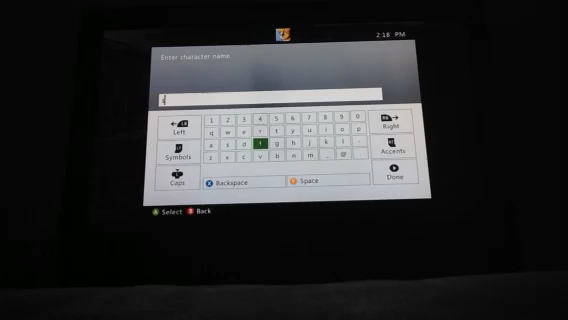 2:18 PM
Enter character name
1 2 3 4 5 6 7 8 9 0
Left
q w e r t y u i o p
Right
a s d f g h j k l
Symbols
Accents
z x c v b n m _ @ .
Caps
X Backspace
Y Space
Done
A Select B Back